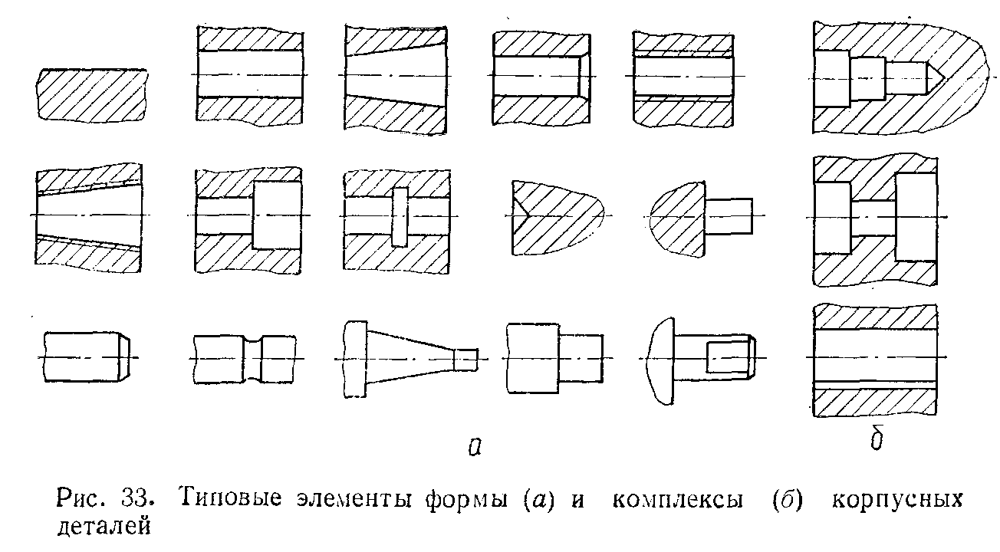 а
б
Рис. 33. Типовые элементы формы (а) и комплексы (б) корпусных
деталей